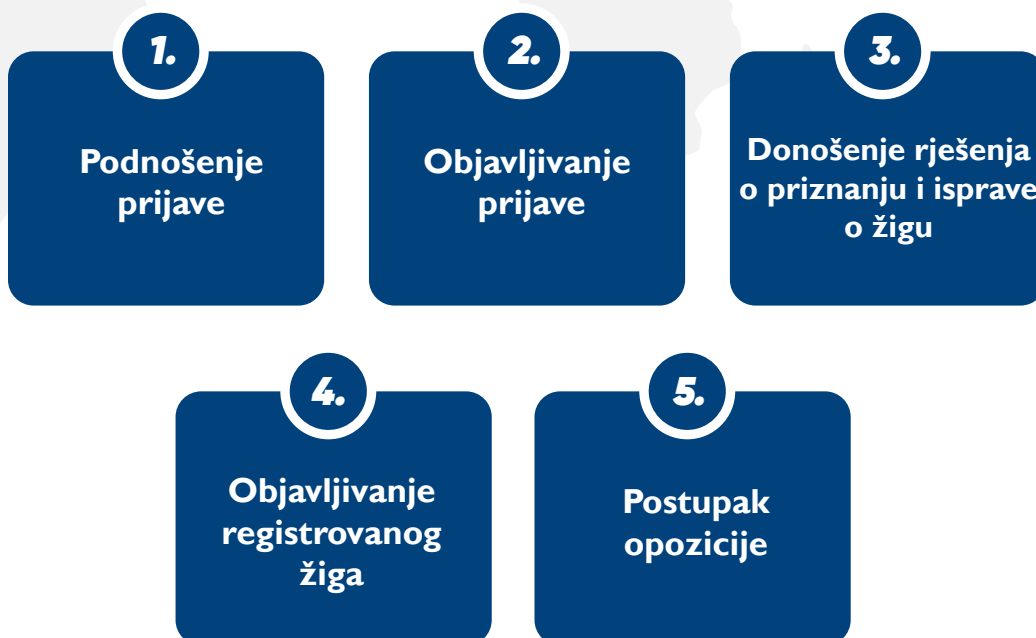 1.
Podnošenje
prijave
2.
Objavljivanje
prijave
3.
Donošenje rješenja
o priznanju i isprave
o žigu
4.
Objavljivanje
registrovanog
žiga
5.
Postupak
opozicije